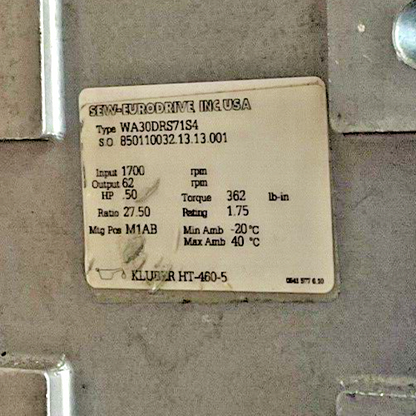 SEW-EURODRIVE INC USA
Type WA30DRS71S4
S.O. 850110032.13.13.001
Input 1700 rpm
Output 62 rpm
HP .50 Torque 362 lb-in
Ratio 27.50 Rating 1.75
Mtg Pos M1AB Min Amb -20°C
Max Amb 40°C
KLUBER HT-460-5